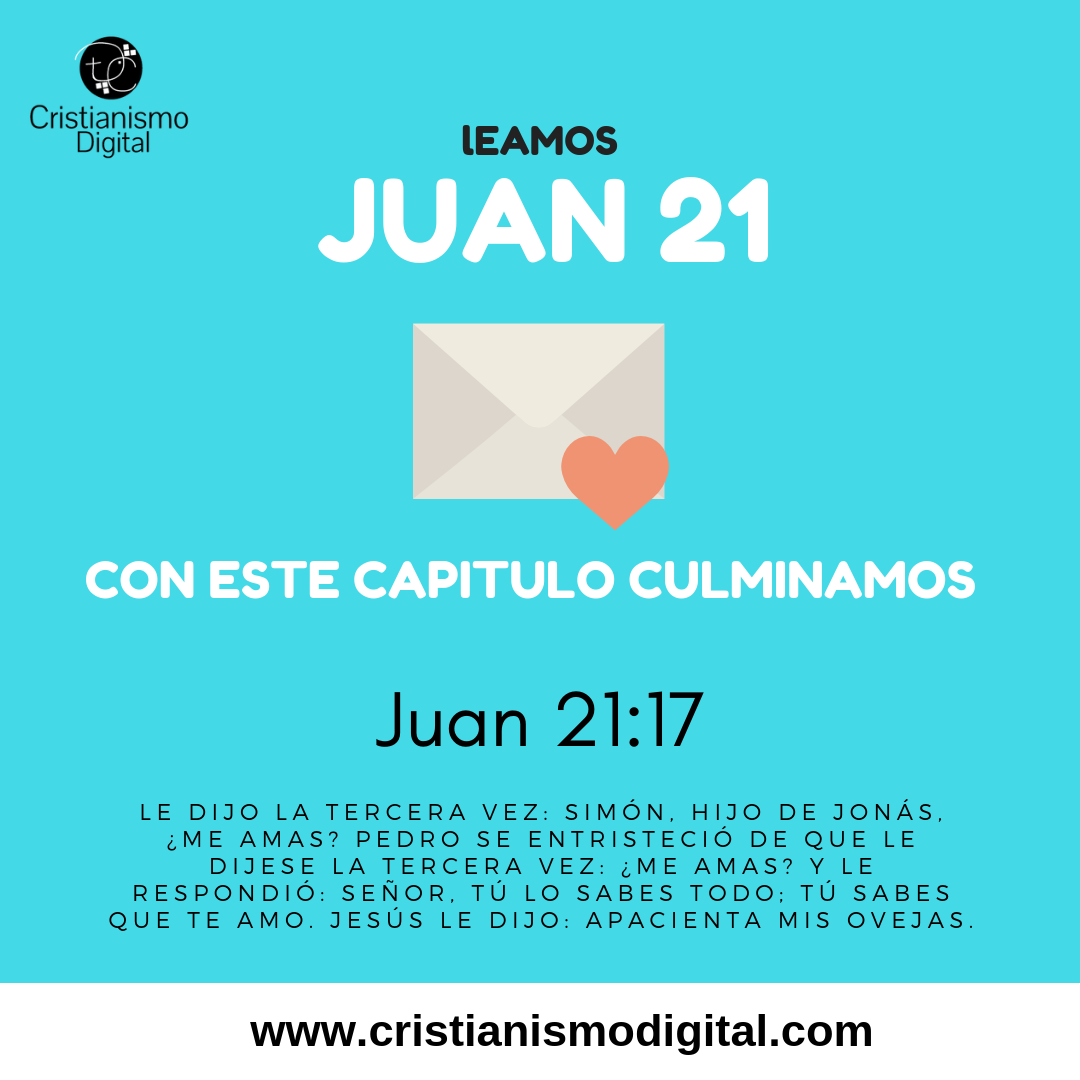 Cristianismo
Digital
lEAMOS
JUAN 21
CON ESTE CAPITULO CULMINAMOS
Juan 21:17
LE DIJO LA TERCERA VEZ: SIMÓN, HIJO DE JONÁS,
¿ME AMAS? PEDRO SE ENTRISTECIÓ DE QUE LE
DIJESE LA TERCERA VEZ: ¿ME AMAS? Y LE
RESPONDIÓ: SEÑOR, TÚ LO SABES TODO; TÚ SABES
QUE TE AMO. JESÚS LE DIJO: APACIENTA MIS OVEJAS.
www.cristianismodigital.com